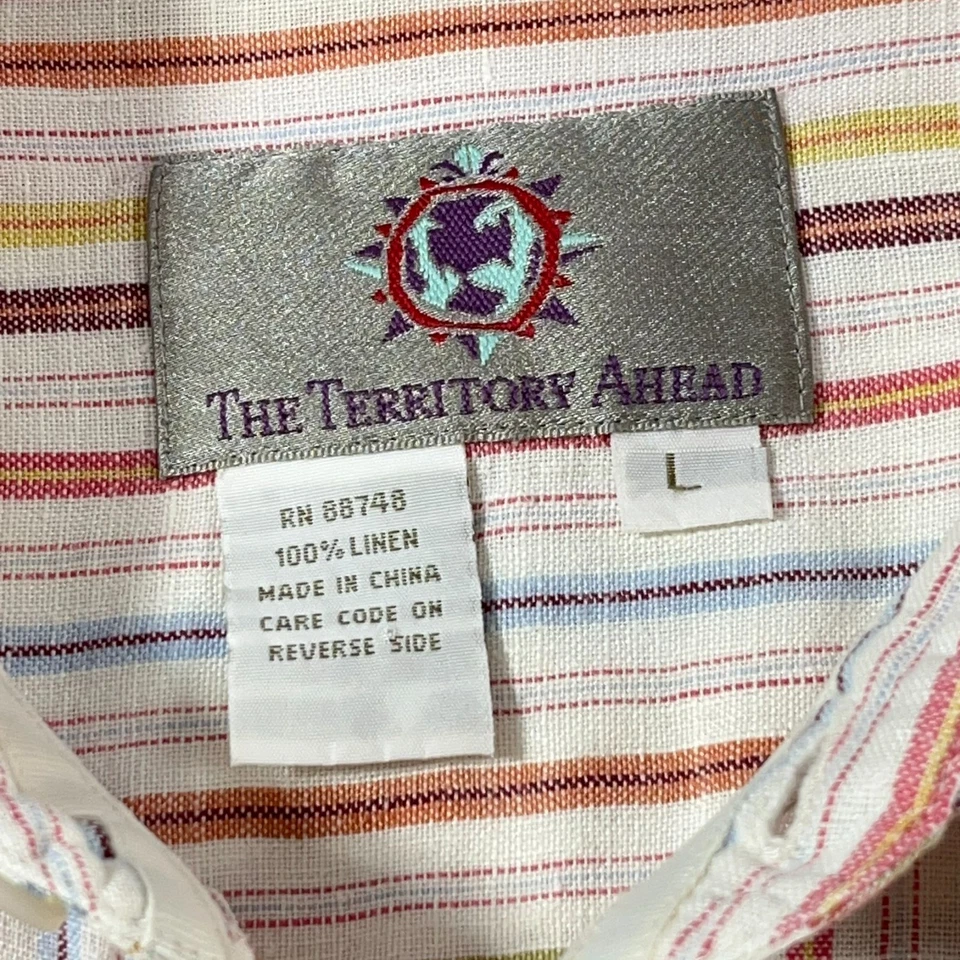 THE TERRITORY AHEAD
L
RN 88748
100% LINEN
MADE IN CHINA
CARE CODE ON
REVERSE SIDE